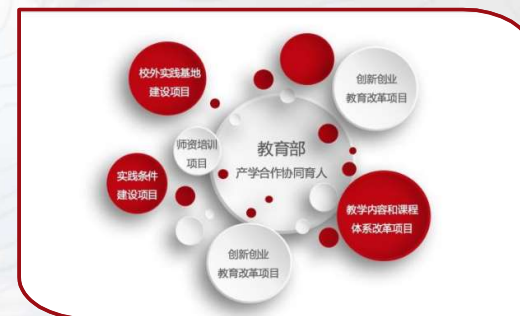 校外实践基地
建设项目
创新创业
教育改革项目
师资培训
项目
教育部
产学合作协同育人
实践条件
建设项目
教学内容和课程
体系改革项目
创新创业
教育改革项目